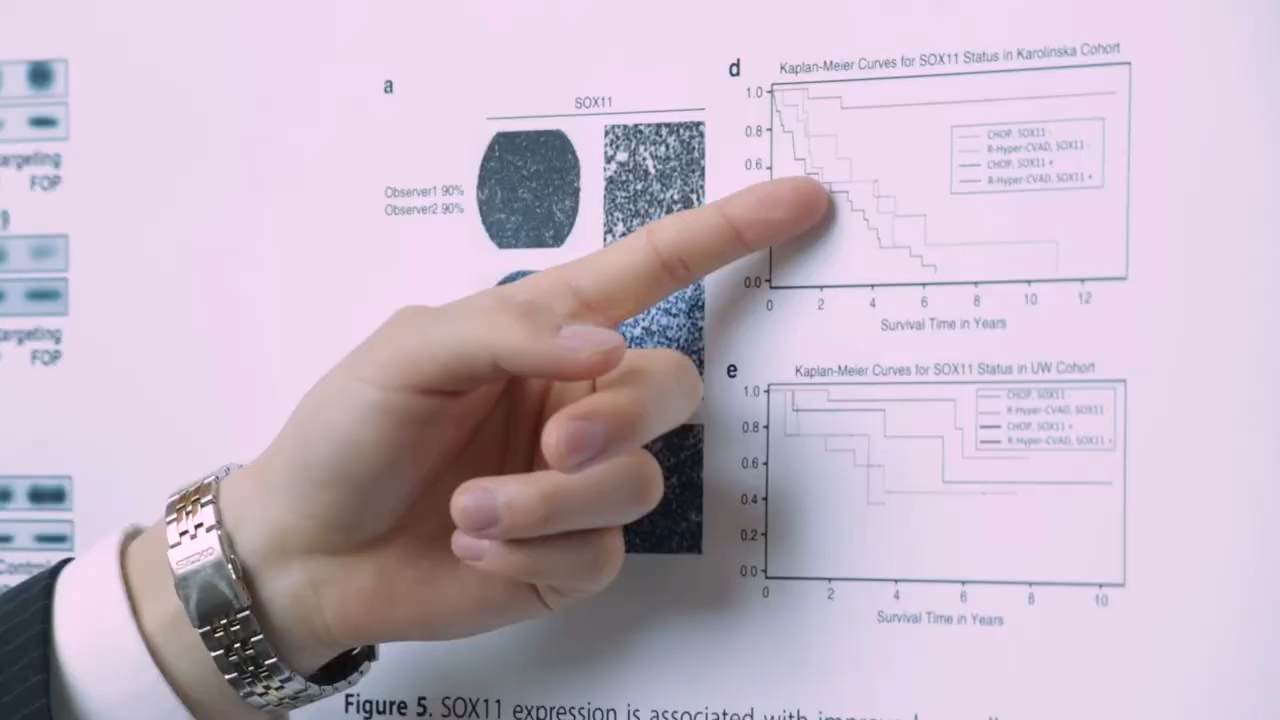 argeting
FOP
9
argeting
FOP
Control
a
SOX11
Observer1 90%
Observer2 90%
d
Kaplan-Meier Curves for SOX11 Status in Karolinska Cohort
1.0
0.8
0.6
0.0
CHOP, SOX11 -
R-Hyper-CVAD, SOX11 -
CHOP, SOX11 +
R-Hyper-CVAD, SOX11 +
0 2 4 6 8 10 12
Survival Time in Years
e
Kaplan-Meier Curves for SOX11 Status in UW Cohort
1.0
0.8
0.6
0.4
0.2
0.0
CHOP, SOX11 -
R-Hyper-CVAD, SOX11 -
CHOP, SOX11 +
R-Hyper-CVAD, SOX11 +
0 2 4 6 8 10
Survival Time in Years
Figure 5. SOX11 expression is associated with